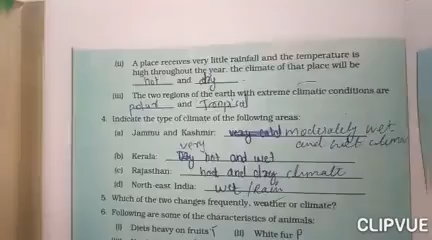 (ii) A place receives very little rainfall and the temperature is
high throughout the year, the climate of that place will be
hot and dry.
(iii) The two regions of the earth with extreme climatic conditions are
polar and Tropical
4. Indicate the type of climate of the following areas:
(a) Jammu and Kashmir: moderately wet
and hot clima
(b) Kerala: very hot and wet
(c) Rajasthan: hot and dry climate
(d) North-east India: wet/rain
5. Which of the two changes frequently, weather or climate?
6. Following are some of the characteristics of animals:
(i) Diets heavy on fruits T (ii) White fur P
CLIPVUE